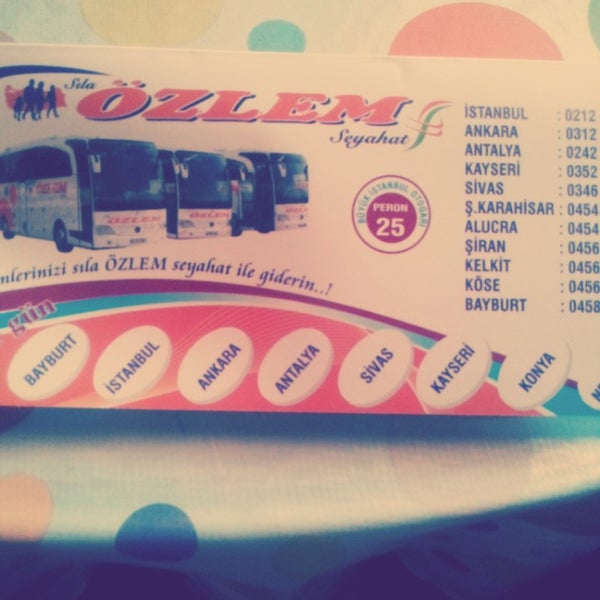 Sıla
ÖZLEM
Seyahat
İSTANBUL : 0212
ANKARA : 0312
ANTALYA : 0242
KAYSERİ : 0352
SİVAS : 0346
Ş.KARAHİSAR : 0454
ALUCRA : 0454
ŞİRAN : 0456
KELKİT : 0456
KÖSE : 0456
BAYBURT : 0458
BÜYÜK İSTANBUL OTOGARI
PERON
25
ÖZLEM
ÖZLEM
mlerinizi sıla ÖZLEM seyahat ile giderin..!
gün
BAYBURT
İSTANBUL
ANKARA
ANTALYA
SİVAS
KAYSERİ
KONYA